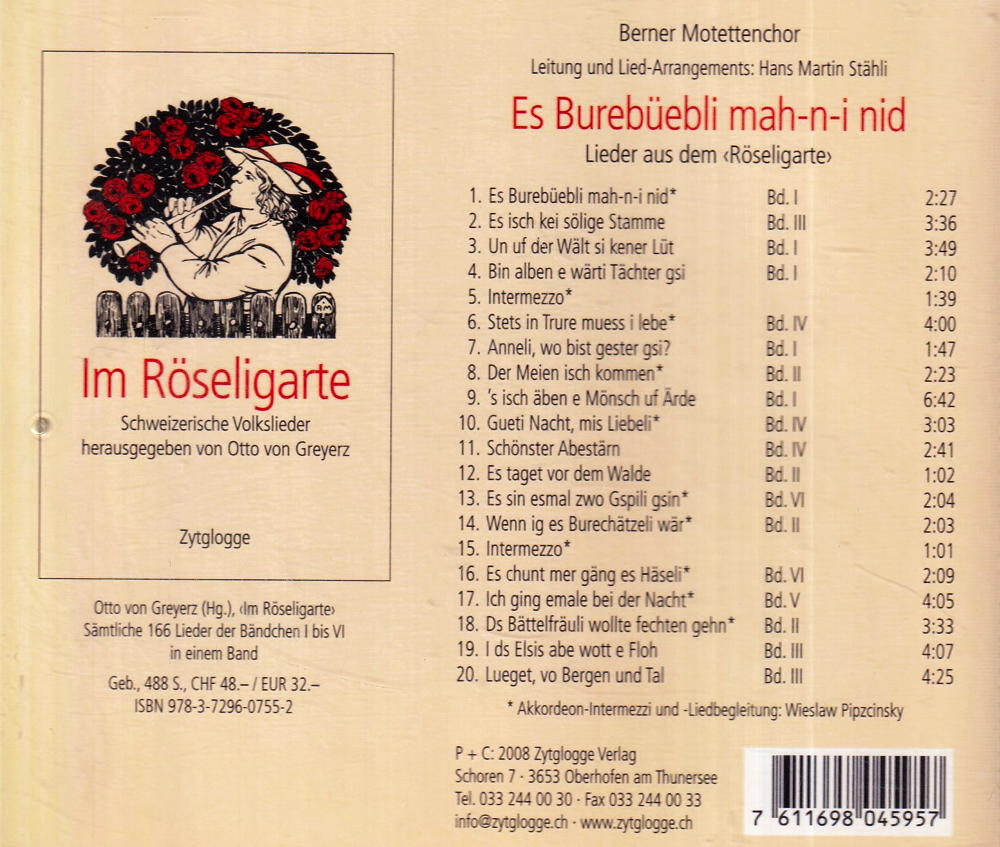 Im Röseligarte
Schweizerische Volkslieder
herausgegeben von Otto von Greyerz
Zytglogge
Otto von Greyerz (Hg.), ‹Im Röseligarte›
Sämtliche 166 Lieder der Bändchen I bis VI
in einem Band
Geb., 488 S., CHF 48.– / EUR 32.–
ISBN 978-3-7296-0755-2
Berner Motettenchor
Leitung und Lied-Arrangements: Hans Martin Stähli
Es Burebüebli mah-n-i nid
Lieder aus dem ‹Röseligarte›
1. Es Burebüebli mah-n-i nid* Bd. I 2:27
2. Es isch kei sölige Stamme Bd. III 3:36
3. Un uf der Wält si kener Lüt Bd. I 3:49
4. Bin alben e wärti Tächter gsi Bd. I 2:10
5. Intermezzo* 1:39
6. Stets in Trure muess i lebe* Bd. IV 4:00
7. Anneli, wo bist gester gsi? Bd. I 1:47
8. Der Meien isch kommen* Bd. II 2:23
9. 's isch äben e Mönsch uf Ärde Bd. I 6:42
10. Gueti Nacht, mis Liebeli* Bd. IV 3:03
11. Schönster Abestärn Bd. IV 2:41
12. Es taget vor dem Walde Bd. II 1:02
13. Es sin esmal zwo Gspili gsin* Bd. VI 2:04
14. Wenn ig es Burechätzeli wär* Bd. II 2:03
15. Intermezzo* 1:01
16. Es chunt mer gäng es Häseli* Bd. VI 2:09
17. Ich ging emale bei der Nacht* Bd. V 4:05
18. Ds Bättelfräuli wollte fechten gehn* Bd. II 3:33
19. I ds Elsis abe wott e Floh Bd. III 4:07
20. Lueget, vo Bergen und Tal Bd. III 4:25
* Akkordeon-Intermezzi und -Liedbegleitung: Wieslaw Pipzcinsky
P + C: 2008 Zytglogge Verlag
Schoren 7 · 3653 Oberhofen am Thunersee
Tel. 033 244 00 30 · Fax 033 244 00 33
info@zytglogge.ch · www.zytglogge.ch
7 611698 045957